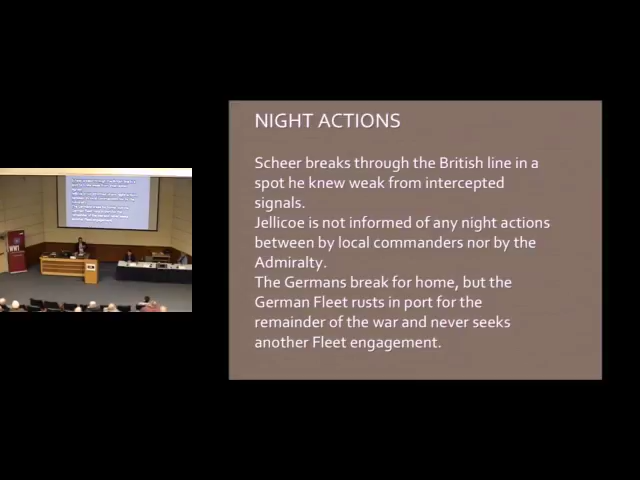 NIGHT ACTIONS
Scheer breaks through the British line in a
spot he knew weak from intercepted
signals.
Jellicoe is not informed of any night actions
between by local commanders nor by the
Admiralty.
The Germans break for home, but the
German Fleet rusts in port for the
remainder of the war and never seeks
another Fleet engagement.